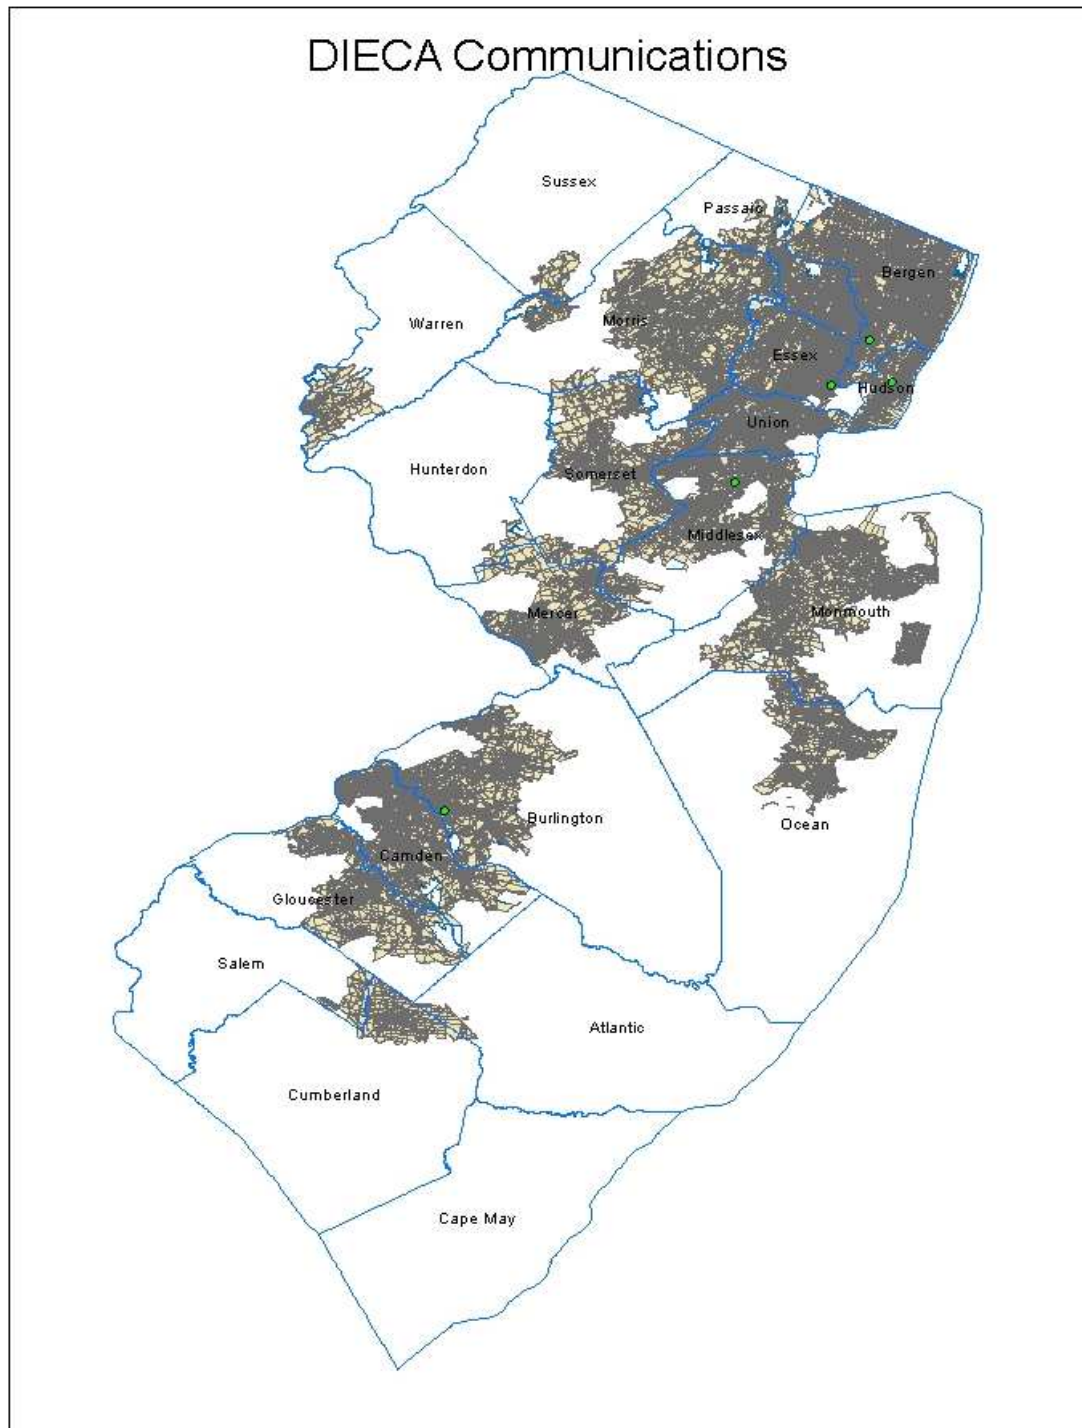 DIECA Communications
Sussex
Passaic
Bergen
Warren
Morris
Essex
Hudson
Union
Hunterdon
Somerset
Middlesex
Mercer
Monmouth
Burlington
Ocean
Camden
Gloucester
Salem
Atlantic
Cumberland
Cape May